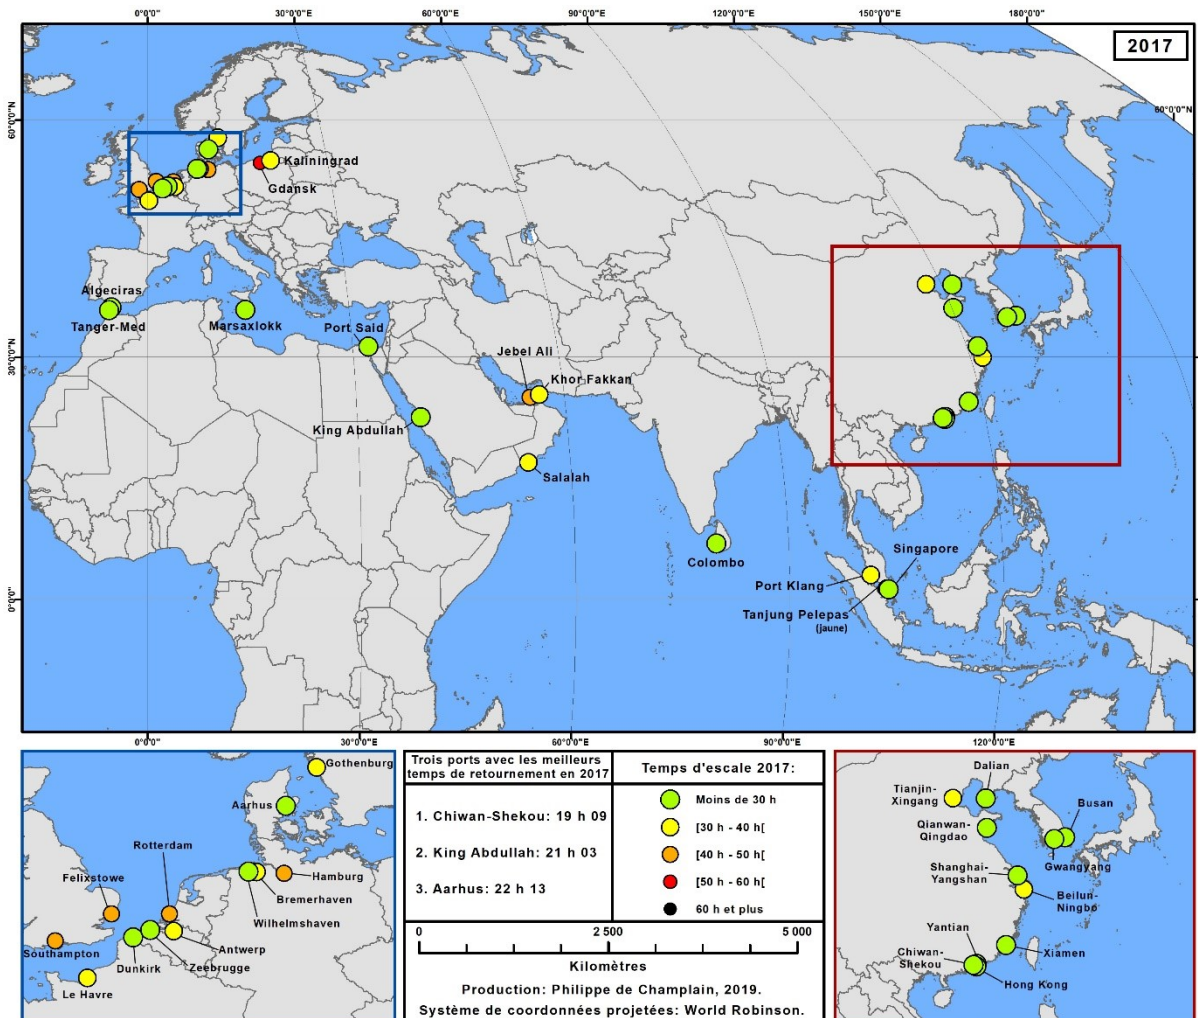 0°0'0"
30°0'0"E
60°0'0"E
90°0'0"E
120°0'0"E
150°0'0"E
180°0'0"E
2017
60°0'0"N
60°0'0"N
Kaliningrad
Gdansk
Algeciras
Tanger-Med
Marsaxlokk
Port Said
30°0'0"N
Jebel Ali
Khor Fakkan
King Abdullah
Salalah
Colombo
Singapore
Port Klang
Tanjung Pelepas
(jaune)
0°0'0"
0°0'0"
30°0'0"E
60°0'0"E
90°0'0"E
120°0'0"E
Gothenburg
Aarhus
Rotterdam
Felixstowe
Hamburg
Bremerhaven
Wilhelmshaven
Antwerp
Southampton
Zeebrugge
Dunkirk
Le Havre
Trois ports avec les meilleurs
temps de retournement en 2017
1. Chiwan-Shekou: 19 h 09
2. King Abdullah: 21 h 03
3. Aarhus: 22 h 13
Temps d'escale 2017:
Moins de 30 h
[30 h - 40 h[
[40 h - 50 h[
[50 h - 60 h[
60 h et plus
0 2 500 5 000
Kilomètres
Production: Philippe de Champlain, 2019.
Système de coordonnées projetées: World Robinson.
Dalian
Tianjin-
Xingang
Busan
Qianwan-
Qingdao
Gwangyang
Shanghai-
Yangshan
Beilun-
Ningbo
Yantian
Chiwan-
Shekou
Xiamen
Hong Kong